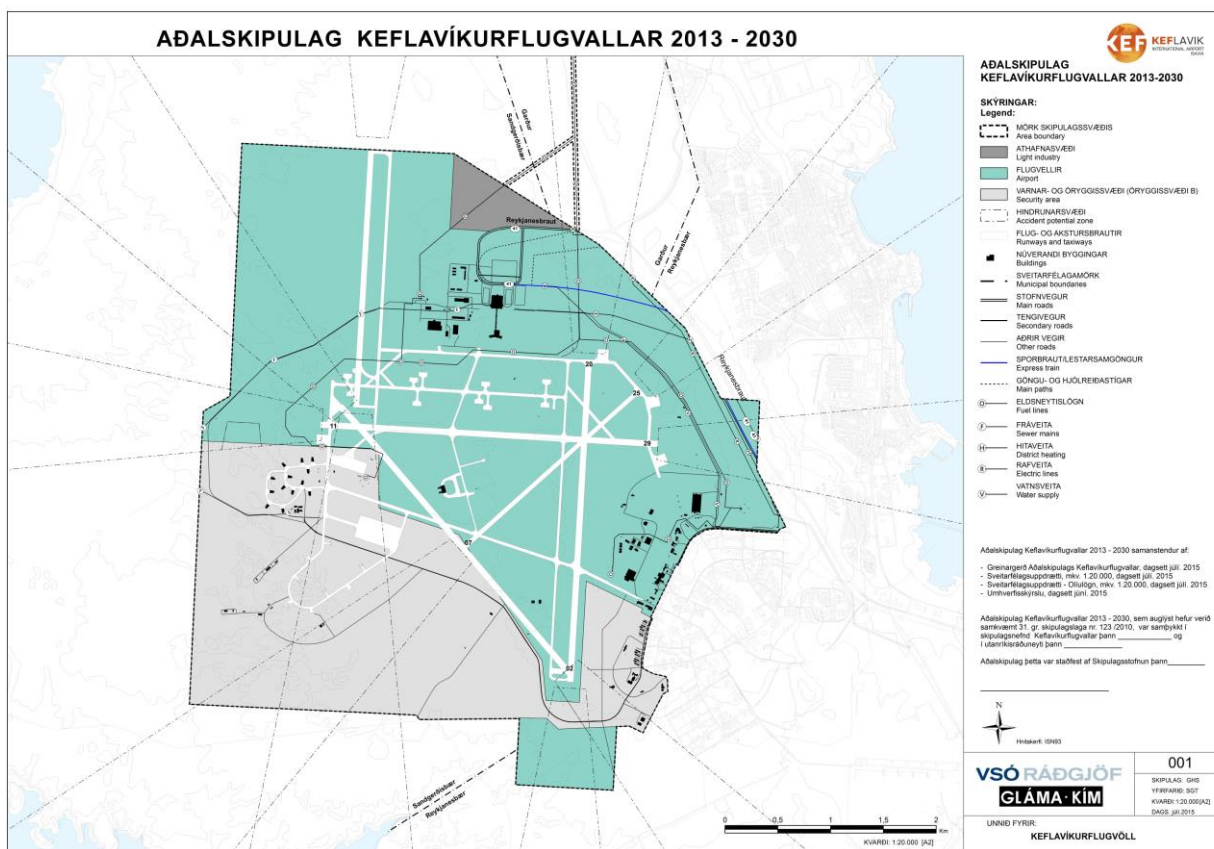 AÐALSKIPULAG KEFLAVÍKURFLUGVALLAR 2013 - 2030
KEF KEFLAVIK
INTERNATIONAL AIRPORT
AÐALSKIPULAG
KEFLAVÍKURFLUGVALLAR 2013-2030
SKÝRINGAR:
Legend:
MÖRK SKIPULAGSSVÆÐIS
Area boundary
ATHAFNASVÆÐI
Light industry
FLUGVELLIR
Airport
VARNAR- OG ÖRYGGISSVÆÐI (ÖRYGGISSVÆÐI B)
Security area
HINDRUNARSVÆÐI
Accident potential zone
FLUG- OG AKSTURSBRAUTIR
Runways and taxiways
NÚVERANDI BYGGINGAR
Buildings
SVEITARFÉLAGAMÖRK
Municipal boundaries
STOFNVEGUR
Main roads
TENGIVEGUR
Secondary roads
AÐRIR VEGIR
Other roads
SPORBRAUT/LESTARSAMGÖNGUR
Express train
GÖNGU- OG HJÓLREIÐASTÍGAR
Main paths
O ELDSNEYTISLÖGN
Fuel lines
F FRÁVEITA
Sewer mains
H HITAVEITA
District heating
R RAFVEITA
Electric lines
V VATNSVEITA
Water supply
Garður
Sandgerðisbær
Reykjanesbraut
41
Garður
Reykjanesbær
41
Reykjanesbraut
20
25
11
29
07
02
Sandgerðisbær
Reykjanesbær
0 0,5 1 1,5 2
Km
KVARÐI: 1:20.000 [A2]
Aðalskipulag Keflavíkurflugvallar 2013 - 2030 samanstendur af:
- Greinargerð Aðalskipulags Keflavíkurflugvallar, dagsett júlí. 2015
- Sveitarfélagsuppdrætti, mkv. 1.20.000, dagsett júlí. 2015
- Sveitarfélagsuppdrætti - Olíulögn, mkv. 1.20.000, dagsett júlí. 2015
- Umhverfisskýrslu, dagsett júní. 2015
Aðalskipulag Keflavíkurflugvallar 2013 - 2030, sem auglýst hefur verið
samkvæmt 31. gr. skipulagslaga nr. 123 /2010, var samþykkt í
skipulagsnefnd Keflavíkurflugvallar þann ____________ og
í utanríkisráðuneyti þann ____________
Aðalskipulag þetta var staðfest af Skipulagsstofnun þann________
N
Hnitakerfi: ISN93
VSÓ RÁÐGJÖF
GLÁMA·KÍM
001
SKIPULAG: GHS
YFIRFARIÐ: SGT
KVARÐI: 1:20.000[A2]
DAGS. júlí 2015
UNNIÐ FYRIR:
KEFLAVÍKURFLUGVÖLL